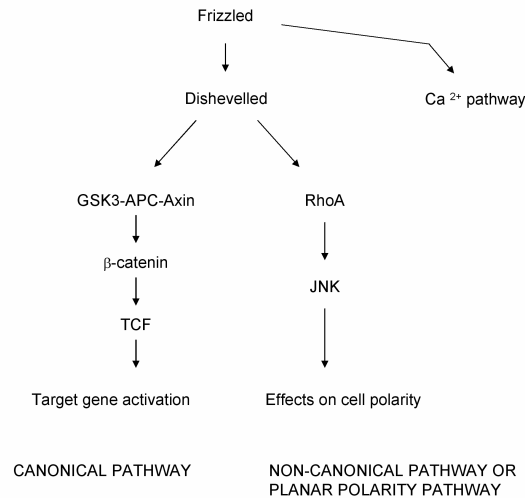 Frizzled
Dishevelled
Ca 2+ pathway
GSK3-APC-Axin
RhoA
β-catenin
JNK
TCF
Target gene activation
Effects on cell polarity
CANONICAL PATHWAY
NON-CANONICAL PATHWAY OR
PLANAR POLARITY PATHWAY